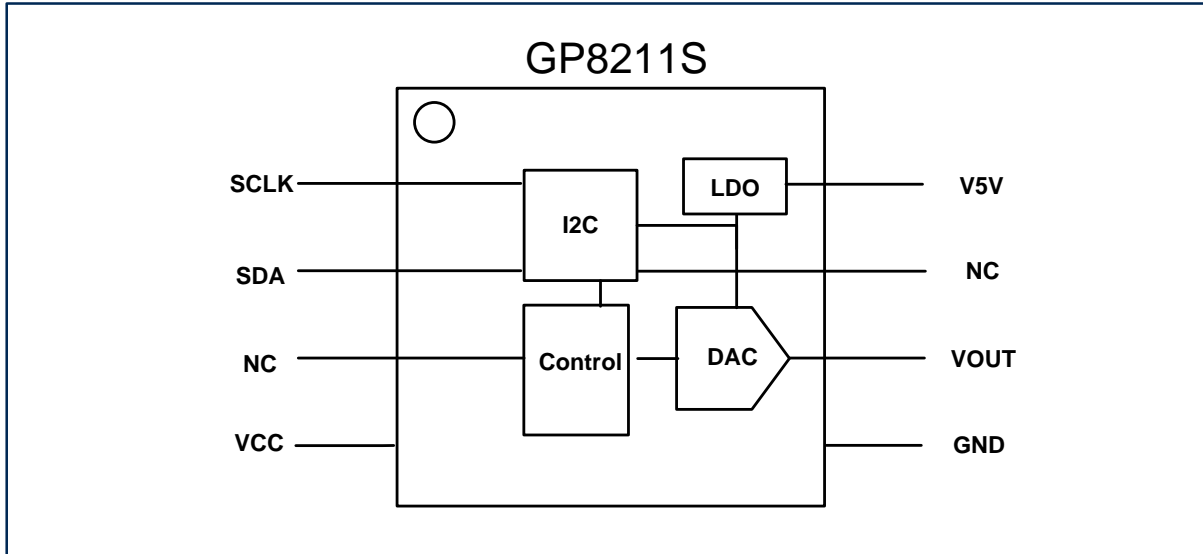 GP8211S
SCLK
LDO
V5V
I2C
SDA
NC
NC
Control
DAC
VOUT
VCC
GND